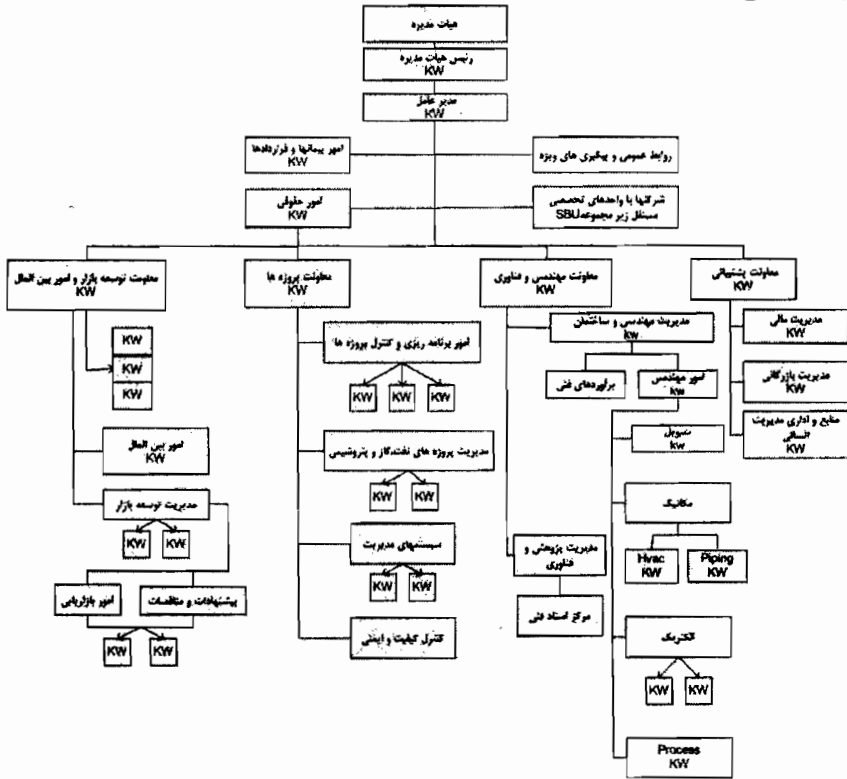 هیات مدیره
رئیس هیات مدیره
KW
مدیر عامل
KW
امور پیمانها و قراردادها
KW
روابط عمومی و پیگیری های ویژه
امور حقوقی
KW
شرکتها یا واحدهای تخصصی
مستقل زیر مجموعه SBU
معاونت توسعه بازار و امور بین الملل
KW
معاونت پروژه ها
KW
معاونت مهندسی و فناوری
KW
معاونت پشتیبانی
KW
KW
KW
KW
امور بین الملل
KW
مدیریت توسعه بازار
KW
KW
امور بازاریابی
پیشنهادات و مناقصات
KW
KW
امور برنامه ریزی و کنترل پروژه ها
KW
KW
KW
مدیریت پروژه های نفت،گاز و پتروشیمی
KW
KW
سیستمهای مدیریت
KW
KW
کنترل کیفیت و ایمنی
مدیریت مهندسی و ساختمان
kw
برآوردهای فنی
امور مهندسی
kw
سیویل
kw
مکانیک
Hvac
KW
Piping
KW
مدیریت پژوهش و
فناوری
مرکز اسناد فنی
الکتریک
KW
KW
Process
KW
مدیریت مالی
KW
مدیریت بازرگانی
KW
منابع و اداری مدیریت
انسانی
KW